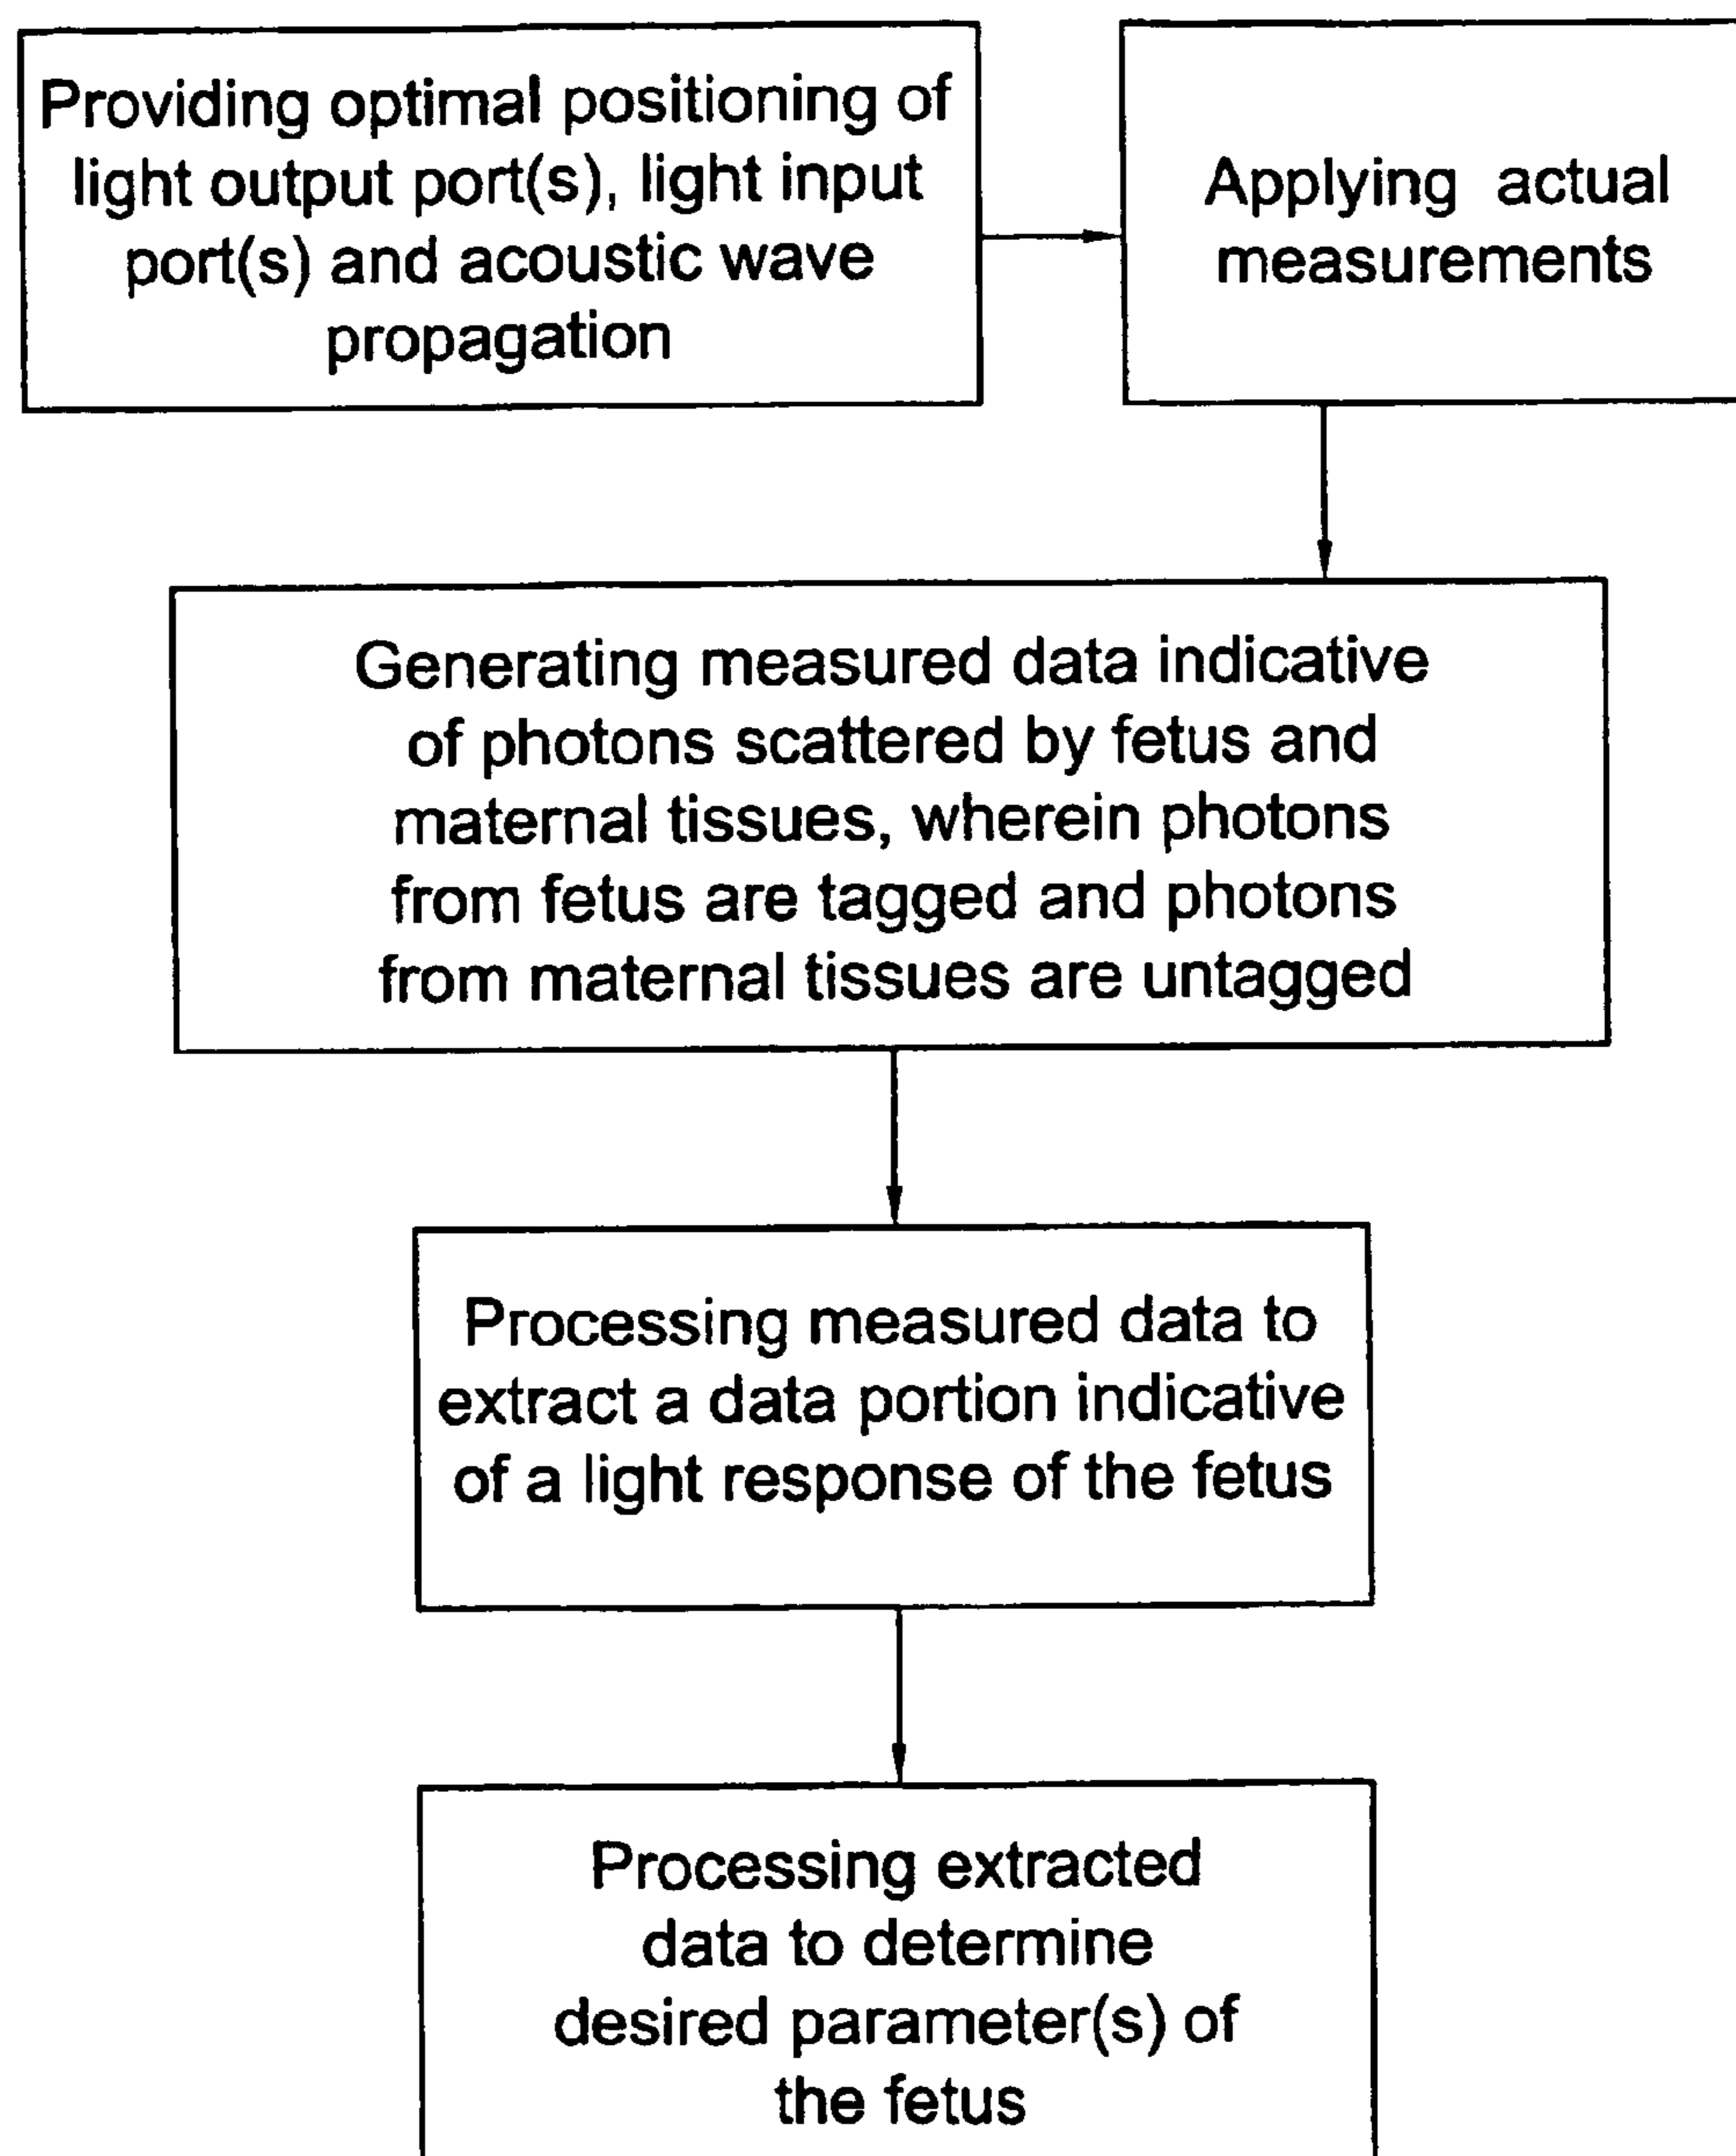 Providing optimal positioning of
light output port(s), light input
port(s) and acoustic wave
propagation
Applying actual
measurements
Generating measured data indicative
of photons scattered by fetus and
maternal tissues, wherein photons
from fetus are tagged and photons
from maternal tissues are untagged
Processing measured data to
extract a data portion indicative
of a light response of the fetus
Processing extracted
data to determine
desired parameter(s) of
the fetus